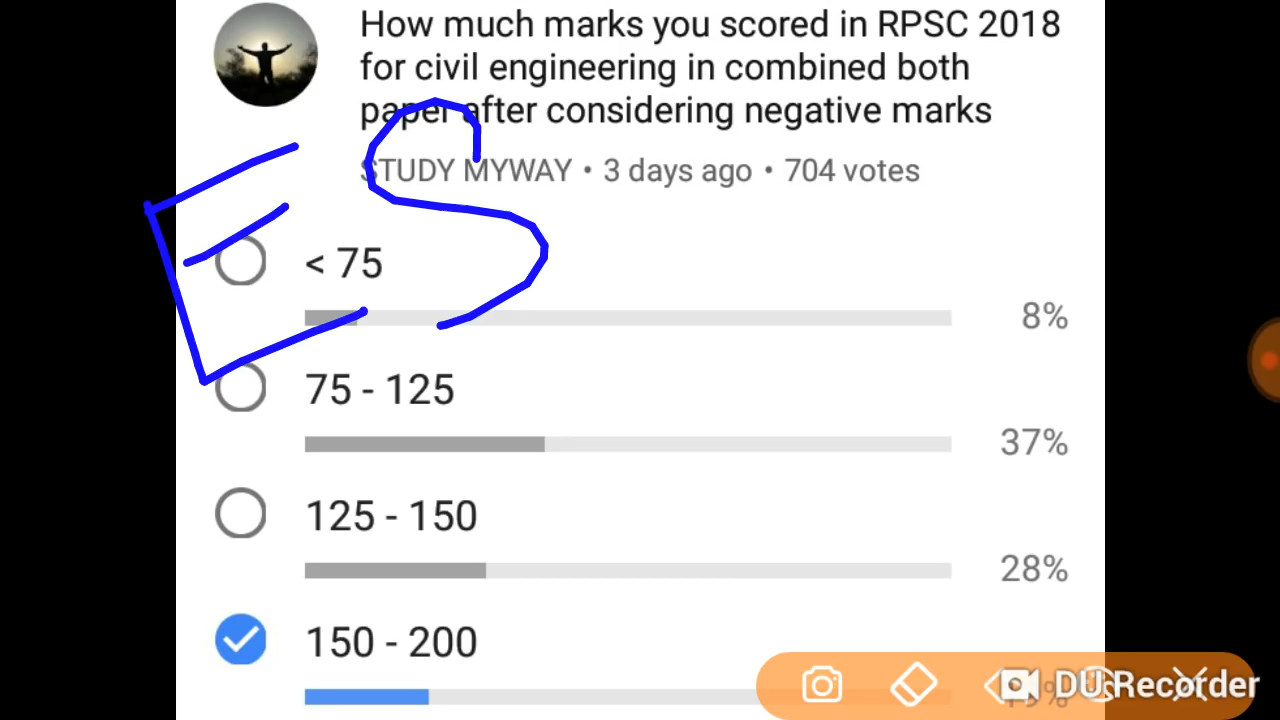 How much marks you scored in RPSC 2018
for civil engineering in combined both
paper after considering negative marks
STUDY MYWAY • 3 days ago • 704 votes
ES
< 75
8%
75 - 125
37%
125 - 150
28%
150 - 200
DU Recorder